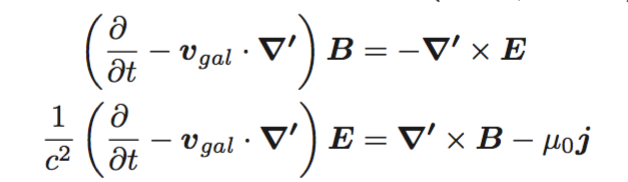 (∂/∂t − v_gal · ∇′) B = −∇′ × E
1/c² (∂/∂t − v_gal · ∇′) E = ∇′ × B − μ₀j